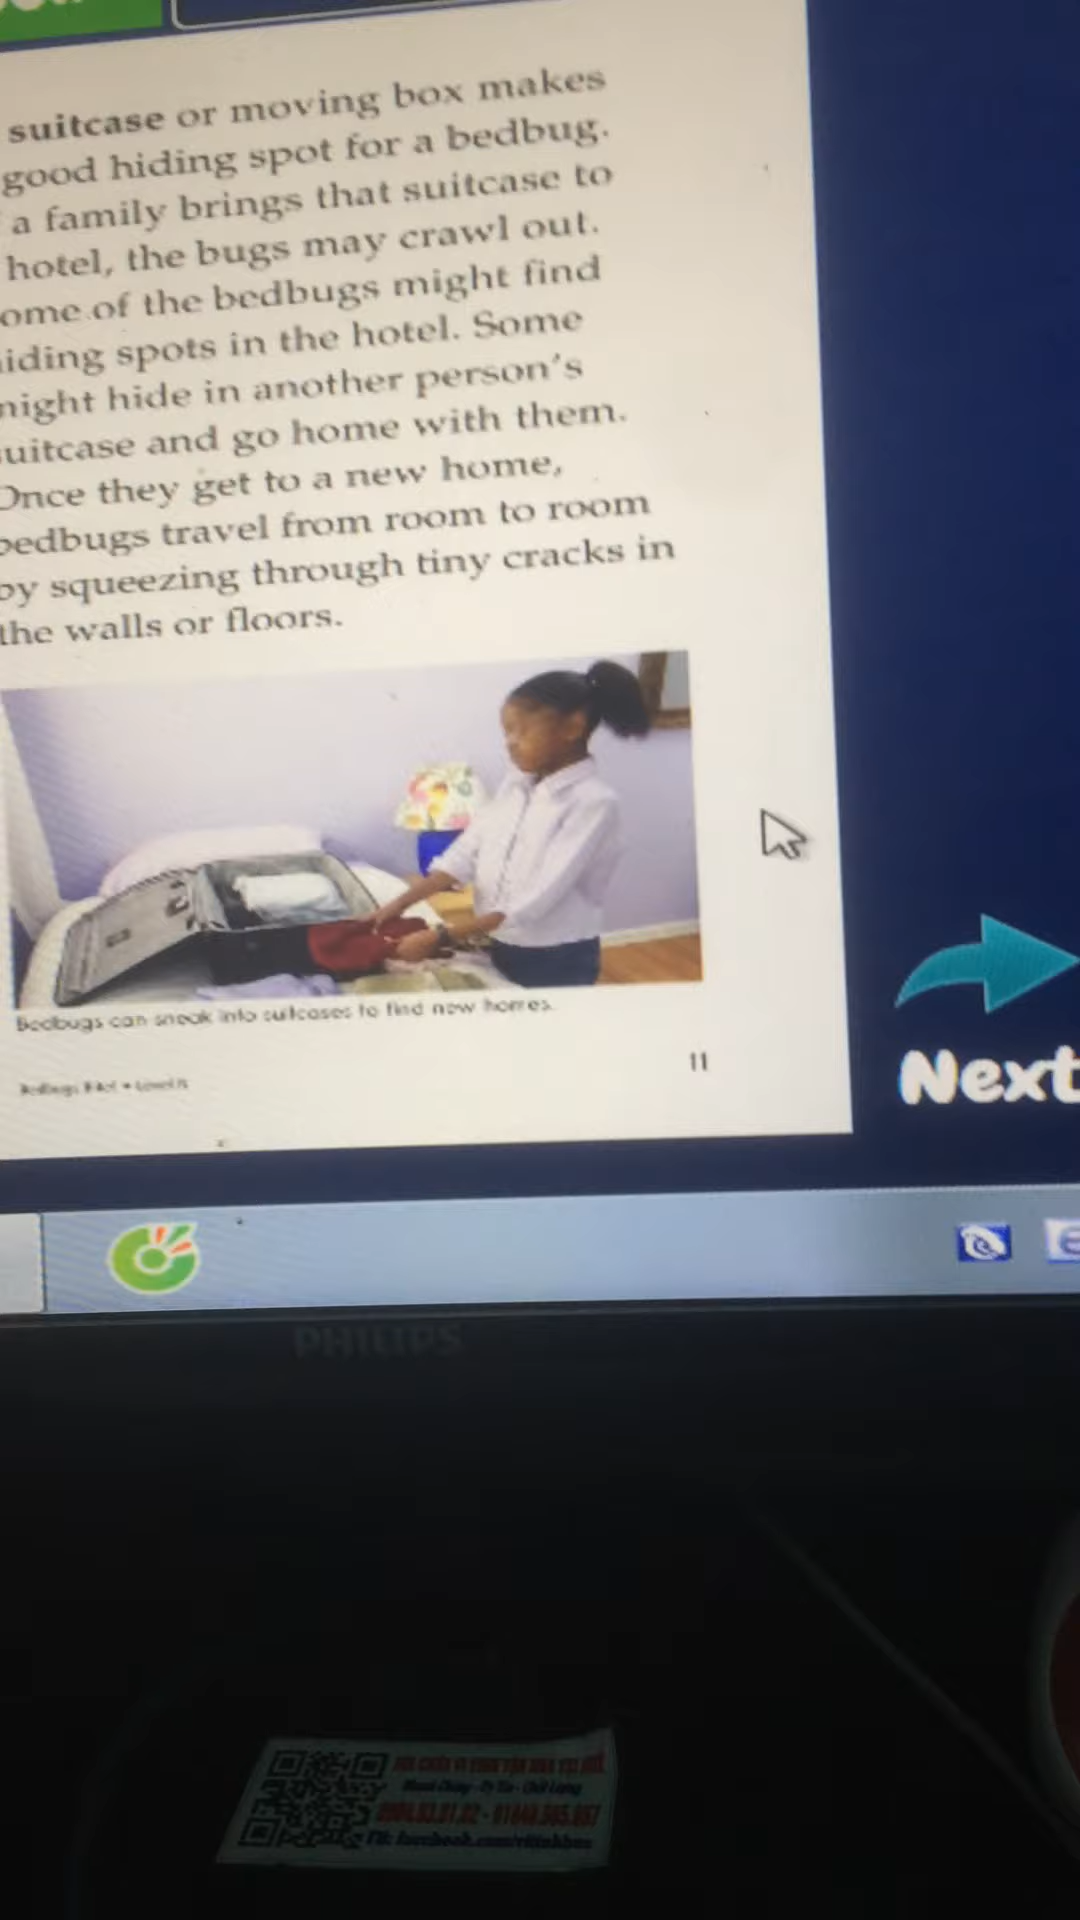 suitcase or moving box makes
good hiding spot for a bedbug.
a family brings that suitcase to
hotel, the bugs may crawl out.
ome of the bedbugs might find
iding spots in the hotel. Some
night hide in another person's
uitcase and go home with them.
Once they get to a new home,
bedbugs travel from room to room
by squeezing through tiny cracks in
the walls or floors.
Bedbugs can sneak into suitcases to find new homes.
11
Next
PHILIPS